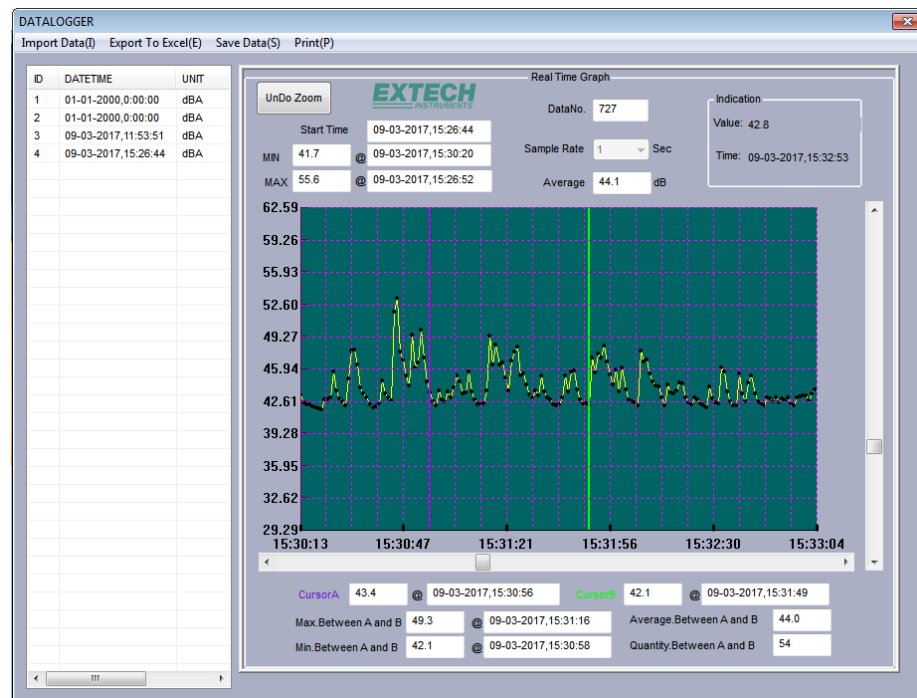 DATALOGGER
Import Data(I) Export To Excel(E) Save Data(S) Print(P)
ID DATETIME UNIT
1 01-01-2000,0:00:00 dBA
2 01-01-2000,0:00:00 dBA
3 09-03-2017,11:53:51 dBA
4 09-03-2017,15:26:44 dBA
Real Time Graph
UnDo Zoom
EXTECH
INSTRUMENTS
DataNo. 727
Indication
Value: 42.8
Time: 09-03-2017,15:32:53
Start Time 09-03-2017,15:26:44
MIN 41.7 @ 09-03-2017,15:30:20
Sample Rate 1 Sec
MAX 55.6 @ 09-03-2017,15:26:52
Average 44.1 dB
62.59
59.26
55.93
52.60
49.27
45.94
42.61
39.28
35.95
32.62
29.29
15:30:13 15:30:47 15:31:21 15:31:56 15:32:30 15:33:04
CursorA 43.4 @ 09-03-2017,15:30:56 CursorB 42.1 @ 09-03-2017,15:31:49
Max.Between A and B 49.3 @ 09-03-2017,15:31:16 Average.Between A and B 44.0
Min.Between A and B 42.1 @ 09-03-2017,15:30:58 Quantity.Between A and B 54